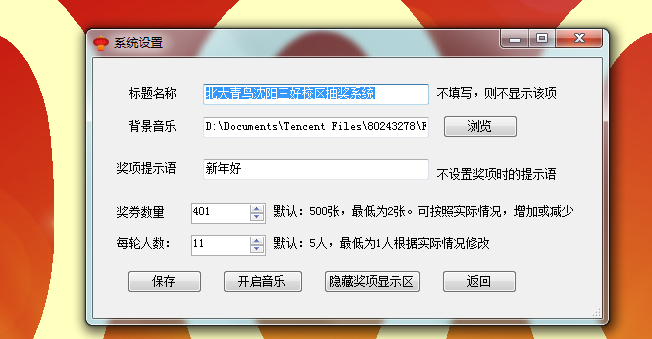 系统设置
标题名称 北大青鸟沈阳三好校区抽奖系统 不填写，则不显示该项
背景音乐 D:\Documents\Tencent Files\80243278\F 浏览
奖项提示语 新年好 不设置奖项时的提示语
奖券数量 401 默认：500张，最低为2张。可按照实际情况，增加或减少
每轮人数： 11 默认：5人，最低为1人根据实际情况修改
保存 开启音乐 隐藏奖项显示区 返回